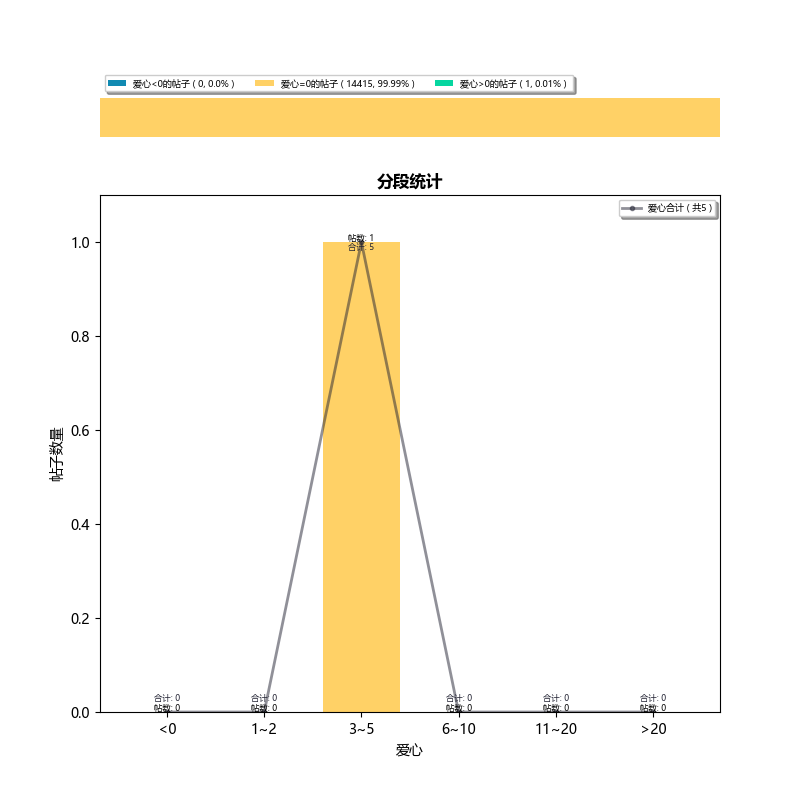 爱心<0的帖子 ( 0, 0.0% ) 爱心=0的帖子 ( 14415, 99.99% ) 爱心>0的帖子 ( 1, 0.01% )
分段统计
爱心合计 ( 共5 )
帖数: 1
合计: 5
1.0
0.8
0.6
0.4
0.2
0.0
帖子数量
合计: 0 合计: 0 合计: 0 合计: 0 合计: 0
帖数: 0 帖数: 0 帖数: 0 帖数: 0 帖数: 0
<0 1~2 3~5 6~10 11~20 >20
爱心